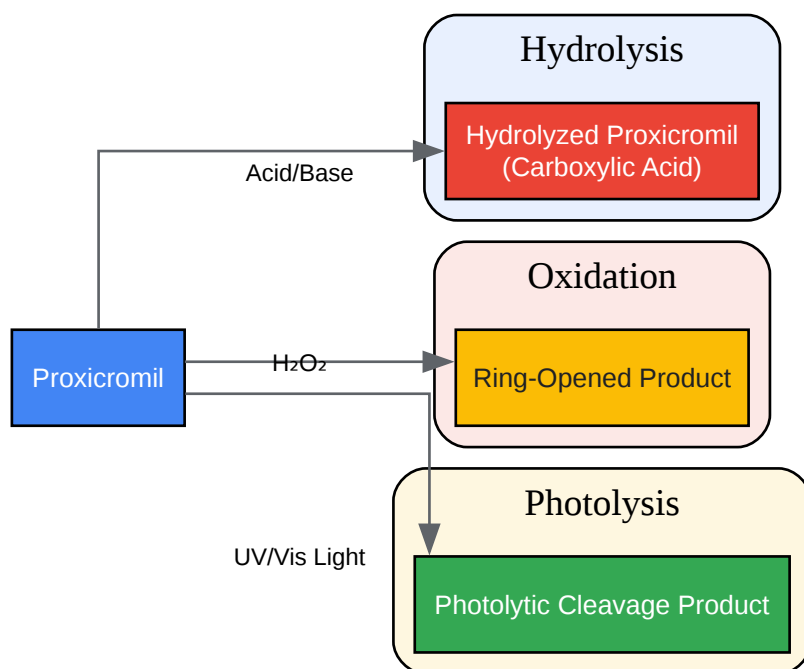 Hydrolysis
Hydrolyzed Proxicromil
(Carboxylic Acid)
Acid/Base
Oxidation
Proxicromil
H₂O₂
Ring-Opened Product
Photolysis
UV/Vis Light
Photolytic Cleavage Product